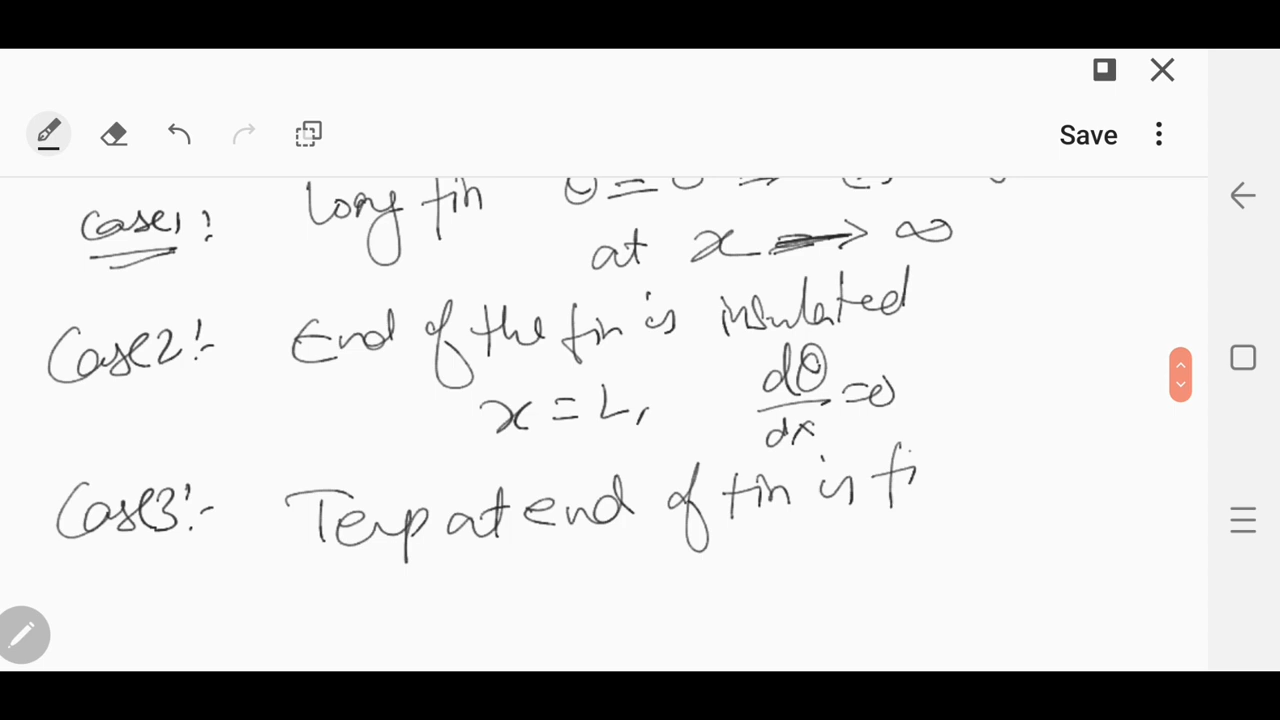 Save
Case1: long fin θ = 0 ⇒
at x → ∞
Case2:- End of the fin is insulated
x = L, dθ/dx = 0
Case3:- Temp at end of fin is fi